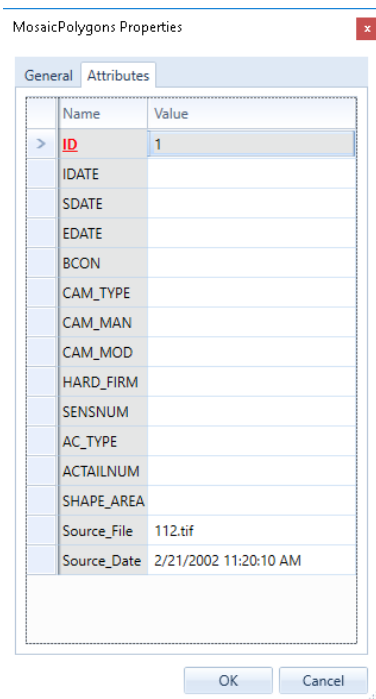 MosaicPolygons Properties
x
General Attributes
Name Value
> ID 1
IDATE
SDATE
EDATE
BCON
CAM_TYPE
CAM_MAN
CAM_MOD
HARD_FIRM
SENSNUM
AC_TYPE
ACTAILNUM
SHAPE_AREA
Source_File 112.tif
Source_Date 2/21/2002 11:20:10 AM
OK Cancel